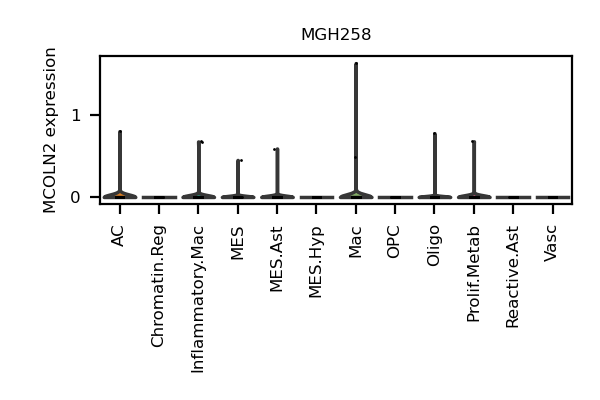 MGH258
MCOLN2 expression
1
0
AC
Chromatin.Reg
Inflammatory.Mac
MES
MES.Ast
MES.Hyp
Mac
OPC
Oligo
Prolif.Metab
Reactive.Ast
Vasc